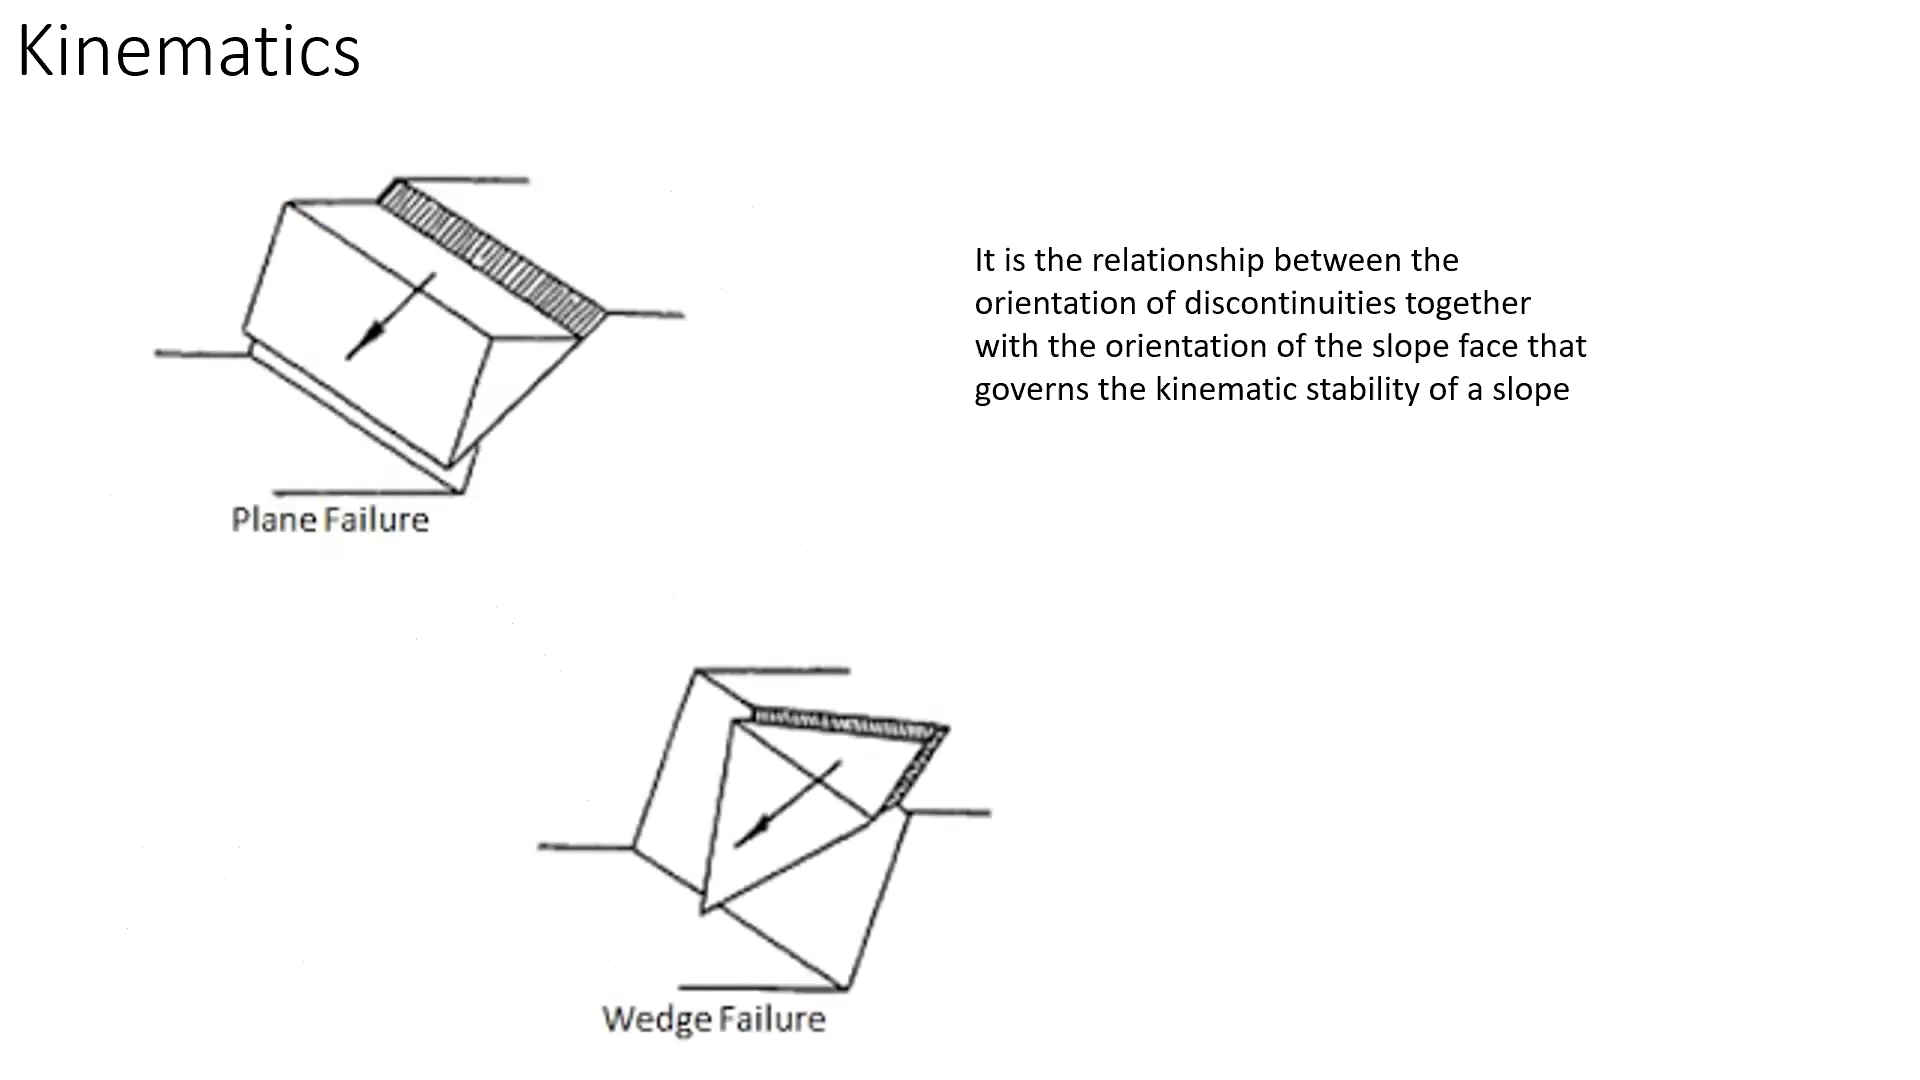 Kinematics
It is the relationship between the
orientation of discontinuities together
with the orientation of the slope face that
governs the kinematic stability of a slope
Plane Failure
Wedge Failure